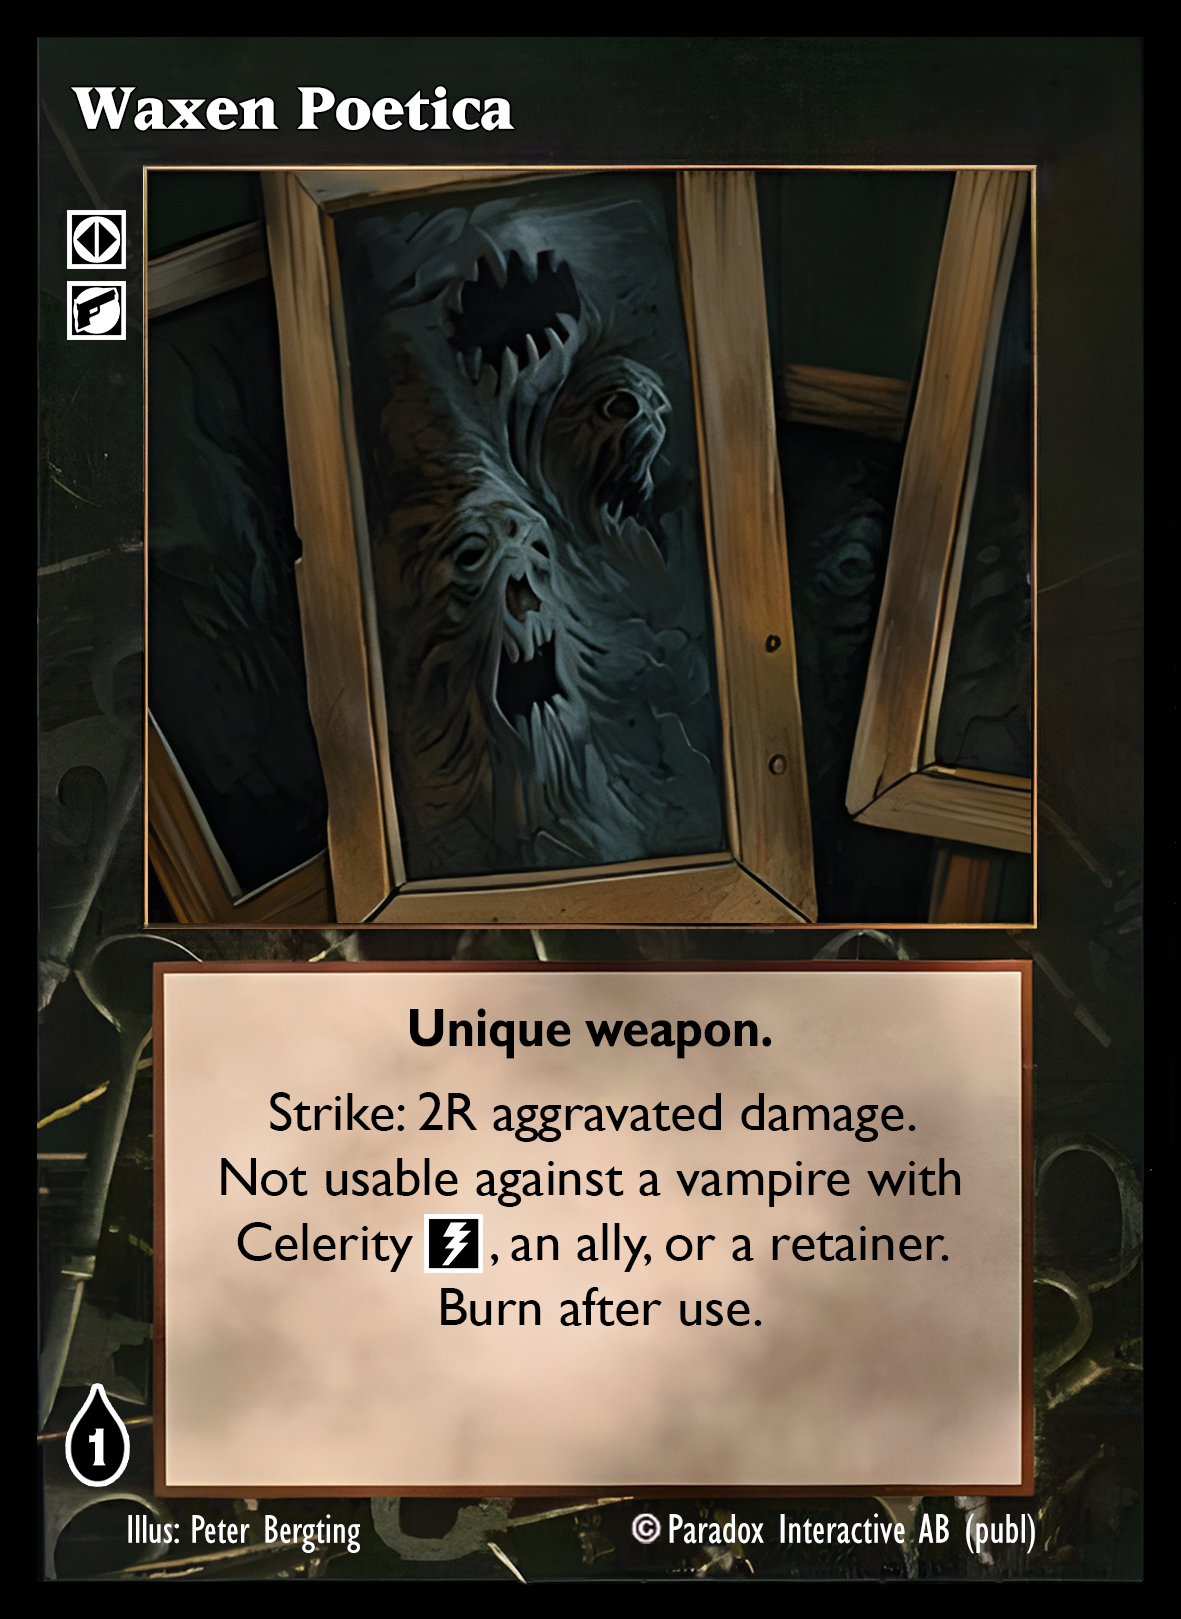 Waxen Poetica
Unique weapon.
Strike: 2R aggravated damage.
Not usable against a vampire with
Celerity , an ally, or a retainer.
Burn after use.
1
Illus: Peter Bergting
© Paradox Interactive AB (publ)